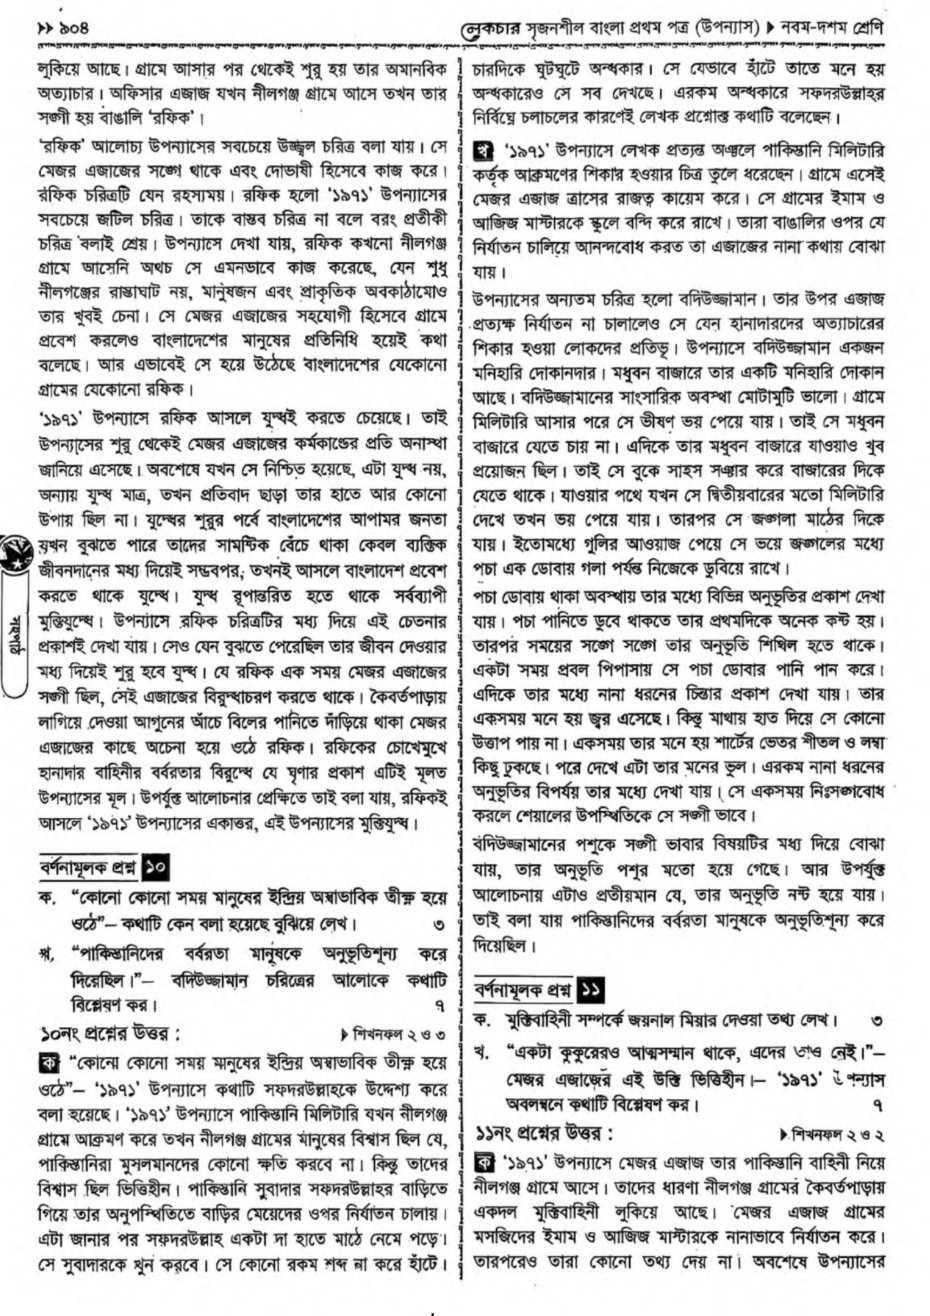 ৯০৪
লেকচার সৃজনশীল বাংলা প্রথম পত্র (উপন্যাস) ▶ নবম-দশম শ্রেণি
লুকিয়ে আছে। গ্রামে আসার পর থেকেই শুরু হয় তার অমানবিক
অত্যাচার। অফিসার এজাজ যখন নীলগঞ্জ গ্রামে আসে তখন তার
সঙ্গী হয় বাঙালি ‘রফিক’।
‘রফিক’ আলোচ্য উপন্যাসের সবচেয়ে উজ্জ্বল চরিত্র বলা যায়। সে
মেজর এজাজের সঙ্গে থাকে এবং দোভাষী হিসেবে কাজ করে।
রফিক চরিত্রটি যেন রহস্যময়। রফিক হলো ‘১৯৭১’ উপন্যাসের
সবচেয়ে জটিল চরিত্র। তাকে বাস্তব চরিত্র না বলে বরং প্রতীকী
চরিত্র বলাই শ্রেয়। উপন্যাসে দেখা যায়, রফিক কখনো নীলগঞ্জ
গ্রামে আসেনি অথচ সে এমনভাবে কাজ করেছে, যেন শুধু
নীলগঞ্জের রাস্তাঘাট নয়, মানুষজন এবং প্রাকৃতিক অবকাঠামোও
তার খুবই চেনা। সে মেজর এজাজের সহযোগী হিসেবে গ্রামে
প্রবেশ করলেও বাংলাদেশের মানুষের প্রতিনিধি হয়েই কথা
বলেছে। আর এভাবেই সে হয়ে উঠেছে বাংলাদেশের যেকোনো
গ্রামের যেকোনো রফিক।
‘১৯৭১’ উপন্যাসে রফিক আসলে যুদ্ধই করতে চেয়েছে। তাই
উপন্যাসের শুরু থেকেই মেজর এজাজের কর্মকাণ্ডের প্রতি অনাস্থা
জানিয়ে এসেছে। অবশেষে যখন সে নিশ্চিত হয়েছে, এটা যুদ্ধ নয়,
অন্যায় যুদ্ধ মাত্র, তখন প্রতিবাদ ছাড়া তার হাতে আর কোনো
উপায় ছিল না। যুদ্ধের শুরুর পর্বে বাংলাদেশের আপামর জনতা
যখন বুঝতে পারে তাদের সামষ্টিক বেঁচে থাকা কেবল ব্যক্তিক
জীবনদানের মধ্য দিয়েই সম্ভবপর, তখনই আসলে বাংলাদেশ প্রবেশ
করতে থাকে যুদ্ধে। যুদ্ধ রূপান্তরিত হতে থাকে সর্বব্যাপী
মুক্তিযুদ্ধে। উপন্যাসে রফিক চরিত্রটির মধ্য দিয়ে এই চেতনার
প্রকাশই দেখা যায়। সেও যেন বুঝতে পেরেছিল তার জীবন দেওয়ার
মধ্য দিয়েই শুরু হবে যুদ্ধ। যে রফিক এক সময় মেজর এজাজের
সঙ্গী ছিল, সেই এজাজের বিরুদ্ধাচরণ করতে থাকে। কৈবর্তপাড়ায়
লাগিয়ে দেওয়া আগুনের আঁচে বিলের পানিতে দাঁড়িয়ে থাকা মেজর
এজাজের কাছে অচেনা হয়ে ওঠে রফিক। রফিকের চোখেমুখে
হানাদার বাহিনীর বর্বরতার বিরুদ্ধে যে ঘৃণার প্রকাশ এটিই মূলত
উপন্যাসের মূল। উপর্যুক্ত আলোচনার প্রেক্ষিতে তাই বলা যায়, রফিকই
আসলে ‘১৯৭১’ উপন্যাসের একাত্তর, এই উপন্যাসের মুক্তিযুদ্ধ।
বর্ণনামূলক প্রশ্ন ১০
ক. “কোনো কোনো সময় মানুষের ইন্দ্রিয় অস্বাভাবিক তীক্ষ্ণ হয়ে
ওঠে”– কথাটি কেন বলা হয়েছে বুঝিয়ে লেখ। ৩
খ. “পাকিস্তানিদের বর্বরতা মানুষকে অনুভূতিশূন্য করে
দিয়েছিল।”– বদিউজ্জামান চরিত্রের আলোকে কথাটি
বিশ্লেষণ কর। ৭
১০নং প্রশ্নের উত্তর : ▶ শিখনফল ২ ও ৩
ক “কোনো কোনো সময় মানুষের ইন্দ্রিয় অস্বাভাবিক তীক্ষ্ণ হয়ে
ওঠে”– ‘১৯৭১’ উপন্যাসে কথাটি সফদরউল্লাহকে উদ্দেশ্য করে
বলা হয়েছে। ‘১৯৭১’ উপন্যাসে পাকিস্তানি মিলিটারি যখন নীলগঞ্জ
গ্রামে আক্রমণ করে তখন নীলগঞ্জ গ্রামের মানুষের বিশ্বাস ছিল যে,
পাকিস্তানিরা মুসলমানদের কোনো ক্ষতি করবে না। কিন্তু তাদের
বিশ্বাস ছিল ভিত্তিহীন। পাকিস্তানি সুবাদার সফদরউল্লাহর বাড়িতে
গিয়ে তার অনুপস্থিতিতে বাড়ির মেয়েদের ওপর নির্যাতন চালায়।
এটা জানার পর সফদরউল্লাহ একটা দা হাতে মাঠে নেমে পড়ে।
সে সুবাদারকে খুন করবে। সে কোনো রকম শব্দ না করে হাঁটে।
সহপাঠ
চারদিকে ঘুটঘুটে অন্ধকার। সে যেভাবে হাঁটে তাতে মনে হয়
অন্ধকারেও সে সব দেখছে। এরকম অন্ধকারে সফদরউল্লাহর
নির্বিঘ্নে চলাচলের কারণেই লেখক প্রশ্নোক্ত কথাটি বলেছেন।
খ ‘১৯৭১’ উপন্যাসে লেখক প্রত্যন্ত অঞ্চলে পাকিস্তানি মিলিটারি
কর্তৃক আক্রমণের শিকার হওয়ার চিত্র তুলে ধরেছেন। গ্রামে এসেই
মেজর এজাজ ত্রাসের রাজত্ব কায়েম করে। সে গ্রামের ইমাম ও
আজিজ মাস্টারকে স্কুলে বন্দি করে রাখে। তারা বাঙালির ওপর যে
নির্যাতন চালিয়ে আনন্দবোধ করত তা এজাজের নানা কথায় বোঝা
যায়।
উপন্যাসের অন্যতম চরিত্র হলো বদিউজ্জামান। তার উপর এজাজ
প্রত্যক্ষ নির্যাতন না চালালেও সে যেন হানাদারদের অত্যাচারের
শিকার হওয়া লোকদের প্রতিভূ। উপন্যাসে বদিউজ্জামান একজন
মনিহারি দোকানদার। মধুবন বাজারে তার একটি মনিহারি দোকান
আছে। বদিউজ্জামানের সাংসারিক অবস্থা মোটামুটি ভালো। গ্রামে
মিলিটারি আসার পরে সে ভীষণ ভয় পেয়ে যায়। তাই সে মধুবন
বাজারে যেতে চায় না। এদিকে তার মধুবন বাজারে যাওয়াও খুব
প্রয়োজন ছিল। তাই সে বুকে সাহস সঞ্চার করে বাজারের দিকে
যেতে থাকে। যাওয়ার পথে যখন সে দ্বিতীয়বারের মতো মিলিটারি
দেখে তখন ভয় পেয়ে যায়। তারপর সে জঙ্গলা মাঠের দিকে
যায়। ইতোমধ্যে গুলির আওয়াজ পেয়ে সে ভয়ে জঙ্গলের মধ্যে
পচা এক ডোবায় গলা পর্যন্ত নিজেকে ডুবিয়ে রাখে।
পচা ডোবায় থাকা অবস্থায় তার মধ্যে বিভিন্ন অনুভূতির প্রকাশ দেখা
যায়। পচা পানিতে ডুবে থাকতে তার প্রথমদিকে অনেক কষ্ট হয়।
তারপর সময়ের সঙ্গে সঙ্গে তার অনুভূতি শিথিল হতে থাকে।
একটা সময় প্রবল পিপাসায় সে পচা ডোবার পানি পান করে।
এদিকে তার মধ্যে নানা ধরনের চিন্তার প্রকাশ দেখা যায়। তার
একসময় মনে হয় জ্বর এসেছে। কিন্তু মাথায় হাত দিয়ে সে কোনো
উত্তাপ পায় না। একসময় তার মনে হয় শার্টের ভেতর শীতল ও লম্বা
কিছু ঢুকছে। পরে দেখে এটা তার মনের ভুল। এরকম নানা ধরনের
অনুভূতির বিপর্যয় তার মধ্যে দেখা যায়। সে একসময় নিঃসঙ্গবোধ
করলে শেয়ালের উপস্থিতিকে সে সঙ্গী ভাবে।
বদিউজ্জামানের পশুকে সঙ্গী ভাবার বিষয়টির মধ্য দিয়ে বোঝা
যায়, তার অনুভূতি পশুর মতো হয়ে গেছে। আর উপর্যুক্ত
আলোচনায় এটাও প্রতীয়মান যে, তার অনুভূতি নষ্ট হয়ে যায়।
তাই বলা যায় পাকিস্তানিদের বর্বরতা মানুষকে অনুভূতিশূন্য করে
দিয়েছিল।
বর্ণনামূলক প্রশ্ন ১১
ক. মুক্তিবাহিনী সম্পর্কে জয়নাল মিয়ার দেওয়া তথ্য লেখ। ৩
খ. “একটা কুকুরেরও আত্মসম্মান থাকে, এদের তাও নেই।”–
মেজর এজাজের এই উক্তি ভিত্তিহীন।– ‘১৯৭১’ উপন্যাস
অবলম্বনে কথাটি বিশ্লেষণ কর। ৭
১১নং প্রশ্নের উত্তর : ▶ শিখনফল ২ ও ২
ক ‘১৯৭১’ উপন্যাসে মেজর এজাজ তার পাকিস্তানি বাহিনী নিয়ে
নীলগঞ্জ গ্রামে আসে। তাদের ধারণা নীলগঞ্জ গ্রামের কৈবর্তপাড়ায়
একদল মুক্তিবাহিনী লুকিয়ে আছে। মেজর এজাজ গ্রামের
মসজিদের ইমাম ও আজিজ মাস্টারকে নানাভাবে নির্যাতন করে।
তারপরেও তারা কোনো তথ্য দেয় না। অবশেষে উপন্যাসের